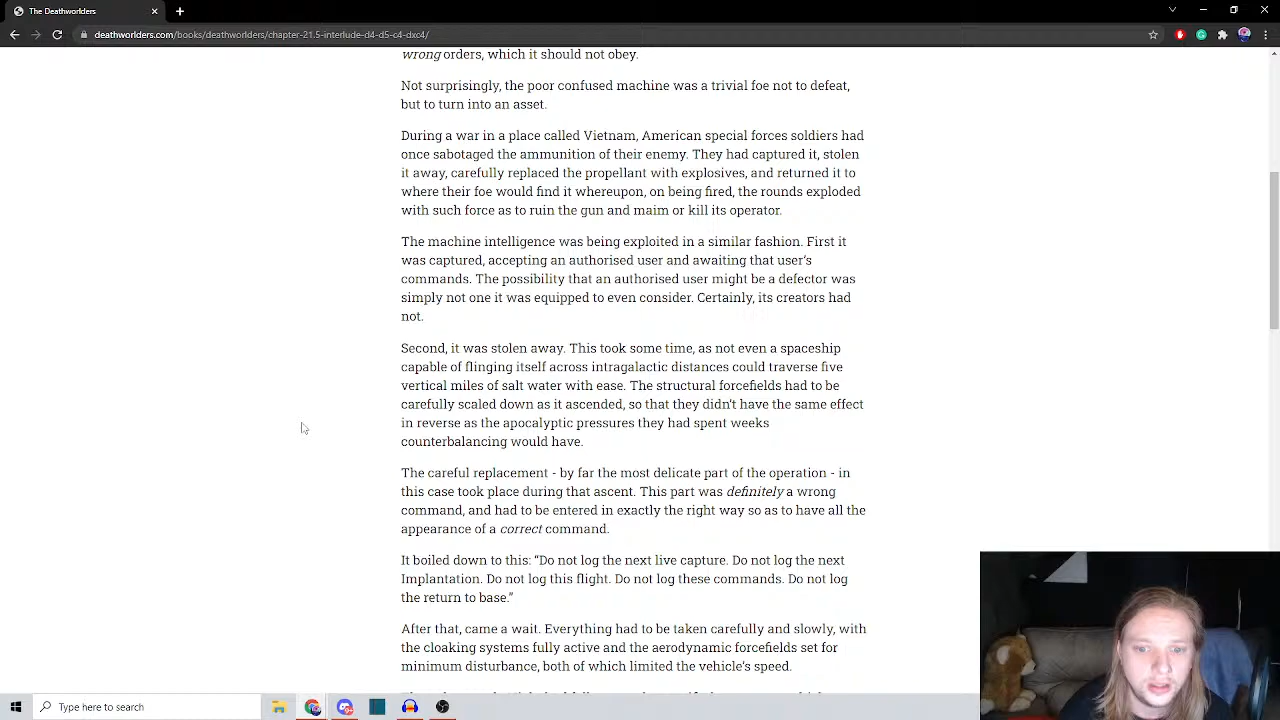 The Deathworlders
deathworlders.com/books/deathworlders/chapter-21.5-interlude-d4-d5-c4-dxc4/
wrong orders, which it should not obey.
Not surprisingly, the poor confused machine was a trivial foe not to defeat,
but to turn into an asset.
During a war in a place called Vietnam, American special forces soldiers had
once sabotaged the ammunition of their enemy. They had captured it, stolen
it away, carefully replaced the propellant with explosives, and returned it to
where their foe would find it whereupon, on being fired, the rounds exploded
with such force as to ruin the gun and maim or kill its operator.
The machine intelligence was being exploited in a similar fashion. First it
was captured, accepting an authorised user and awaiting that user's
commands. The possibility that an authorised user might be a defector was
simply not one it was equipped to even consider. Certainly, its creators had
not.
Second, it was stolen away. This took some time, as not even a spaceship
capable of flinging itself across intragalactic distances could traverse five
vertical miles of salt water with ease. The structural forcefields had to be
carefully scaled down as it ascended, so that they didn't have the same effect
in reverse as the apocalyptic pressures they had spent weeks
counterbalancing would have.
The careful replacement - by far the most delicate part of the operation - in
this case took place during that ascent. This part was definitely a wrong
command, and had to be entered in exactly the right way so as to have all the
appearance of a correct command.
It boiled down to this: “Do not log the next live capture. Do not log the next
Implantation. Do not log this flight. Do not log these commands. Do not log
the return to base.”
After that, came a wait. Everything had to be taken carefully and slowly, with
the cloaking systems fully active and the aerodynamic forcefields set for
minimum disturbance, both of which limited the vehicle's speed.
Type here to search